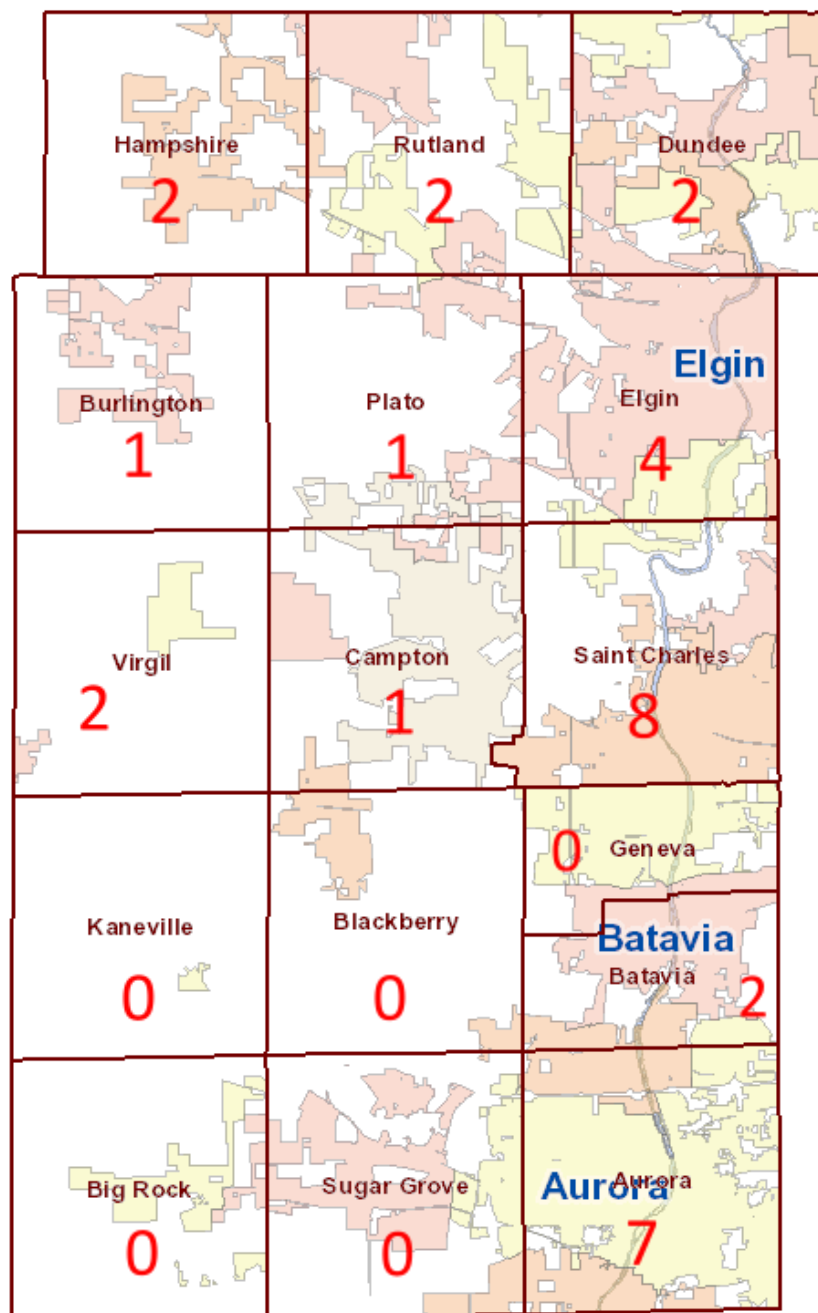 Hampshire
2
Rutland
2
Dundee
2
Burlington
1
Plato
1
Elgin
Elgin
4
Virgil
2
Campton
1
Saint Charles
8
Kaneville
0
Blackberry
0
Geneva
0
Batavia
Batavia
2
Big Rock
0
Sugar Grove
0
Aurora
Aurora
7